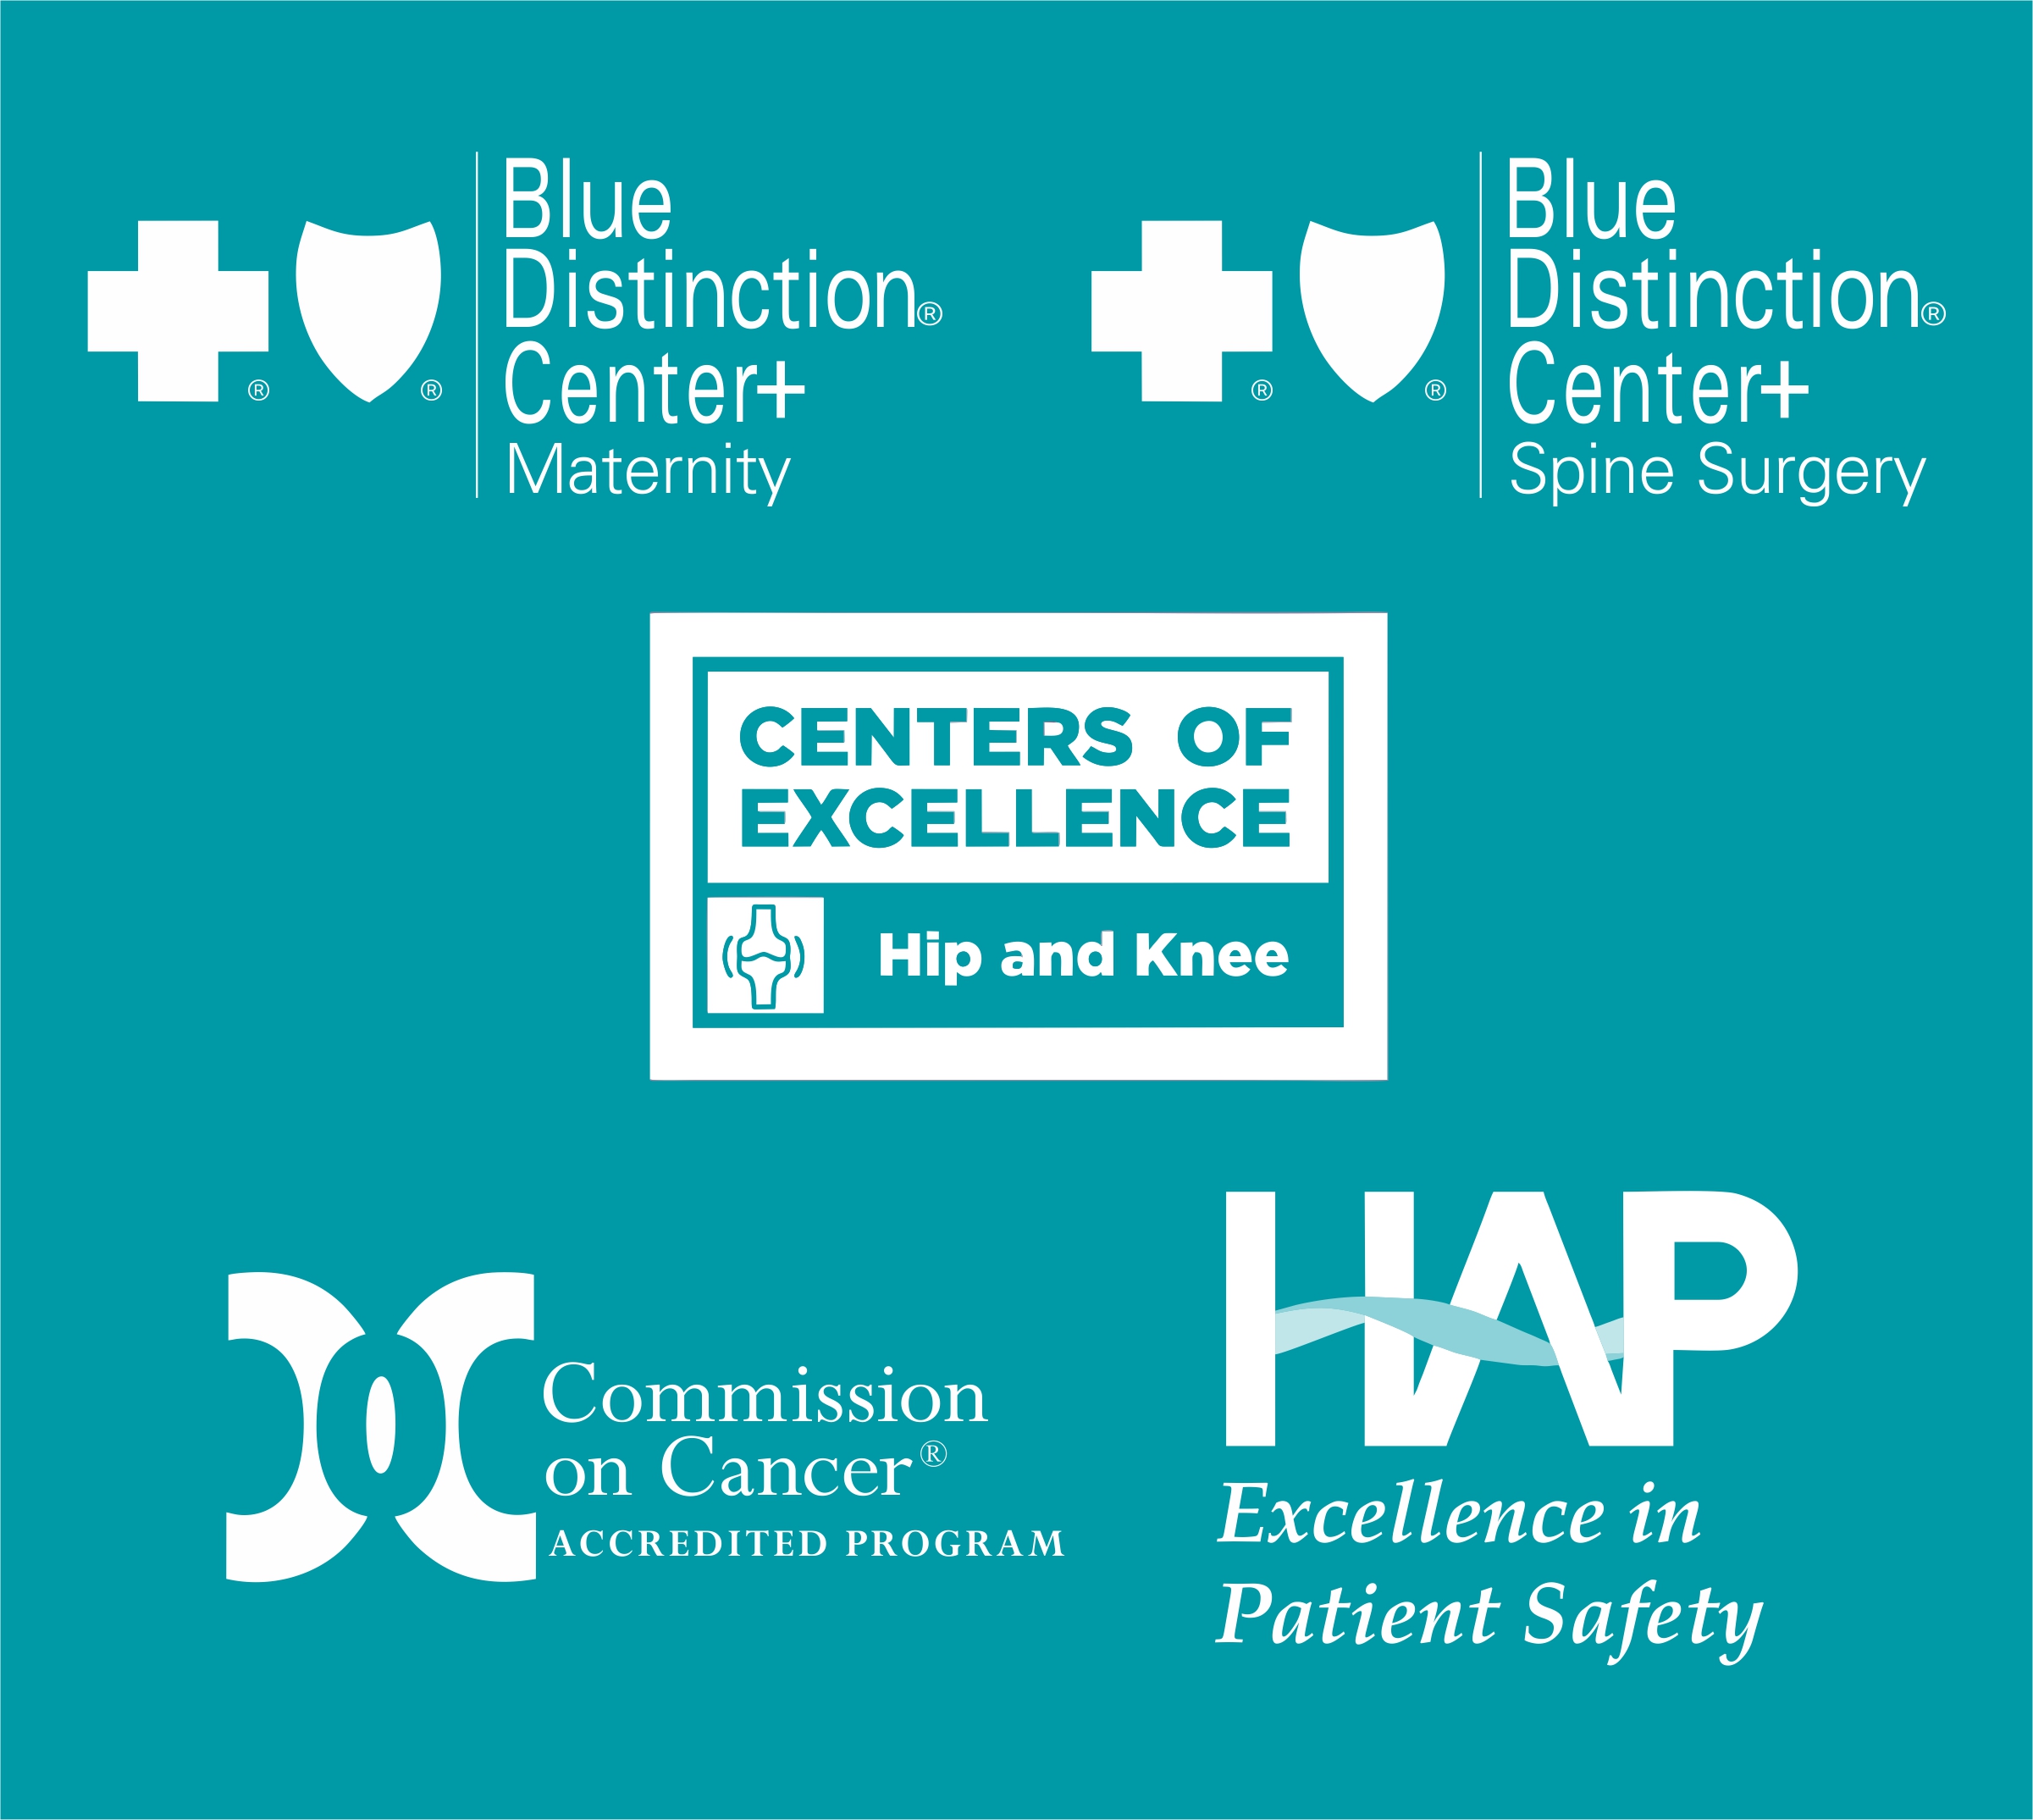 Blue
Distinction®
Center+
Maternity
® ®
Blue
Distinction®
Center+
Spine Surgery
® ®
CENTERS OF
EXCELLENCE
Hip and Knee
Commission
on Cancer®
ACCREDITED PROGRAM
HAP
Excellence in
Patient Safety